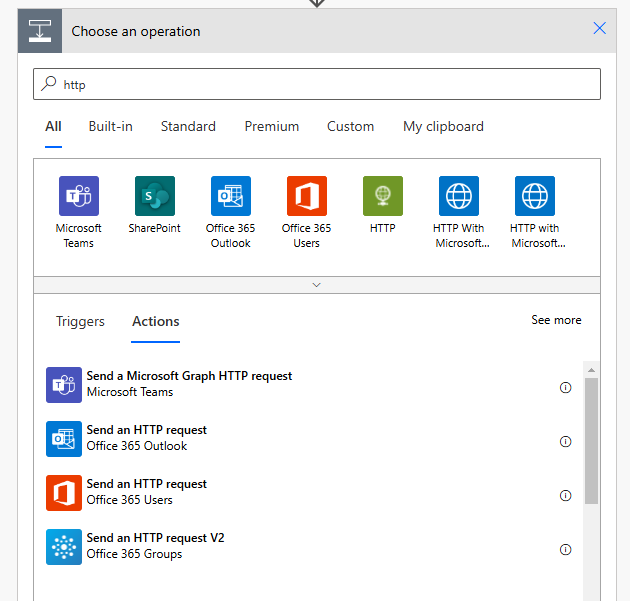 Choose an operation
http
All Built-in Standard Premium Custom My clipboard
Microsoft Teams
SharePoint
Office 365 Outlook
Office 365 Users
HTTP
HTTP With Microsoft...
HTTP with Microsoft...
Triggers Actions See more
Send a Microsoft Graph HTTP request
Microsoft Teams
Send an HTTP request
Office 365 Outlook
Send an HTTP request
Office 365 Users
Send an HTTP request V2
Office 365 Groups